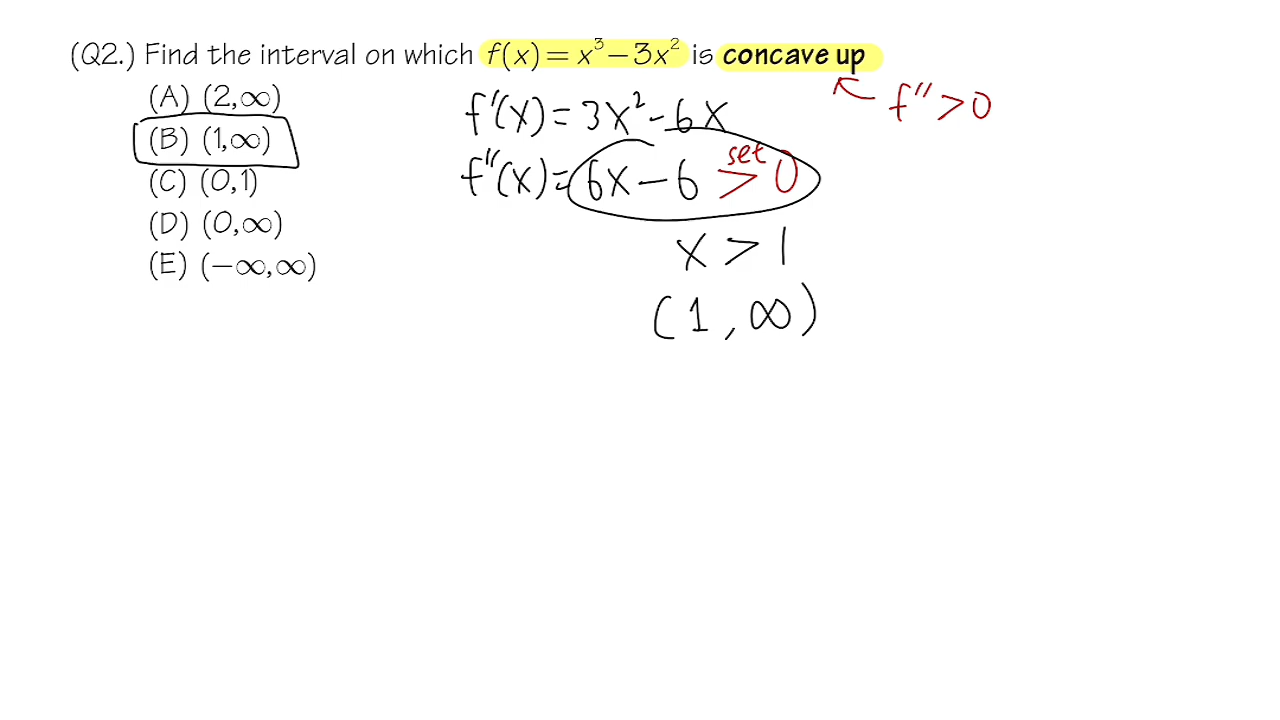 (Q2.) Find the interval on which f(x) = x³ − 3x² is concave up
(A) (2,∞)
(B) (1,∞)
(C) (0,1)
(D) (0,∞)
(E) (−∞,∞)
f'' > 0
f'(x) = 3x² − 6x
f''(x) = 6x − 6 > 0
set
x > 1
(1, ∞)